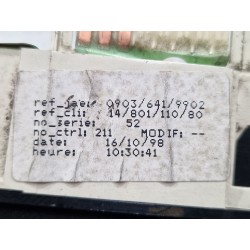 ref_jae: 0903/641/9902
ref_cli: 14/801/110/80
no_serie: 52
no_ctrl: 211 MODIF: --
date: 16/10/98
heure: 10:30:41